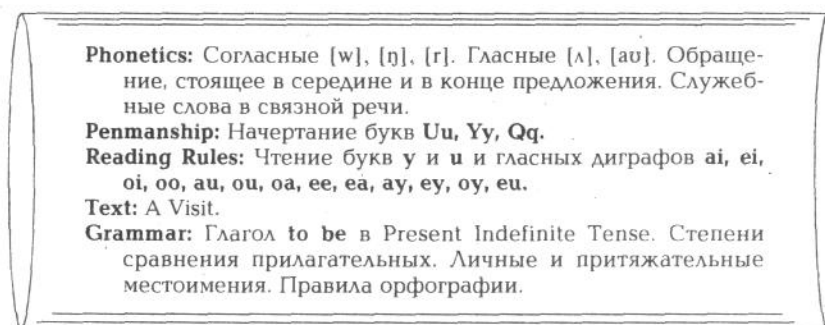 Phonetics: Согласные [w], [ŋ], [r]. Гласные [ʌ], [aʊ]. Обраще-
ние, стоящее в середине и в конце предложения. Служеб-
ные слова в связной речи.
Penmanship: Начертание букв Uu, Yy, Qq.
Reading Rules: Чтение букв y и u и гласных диграфов ai, ei,
oi, oo, au, ou, oa, ee, ea, ay, ey, oy, eu.
Text: A Visit.
Grammar: Глагол to be в Present Indefinite Tense. Степени
сравнения прилагательных. Личные и притяжательные
местоимения. Правила орфографии.